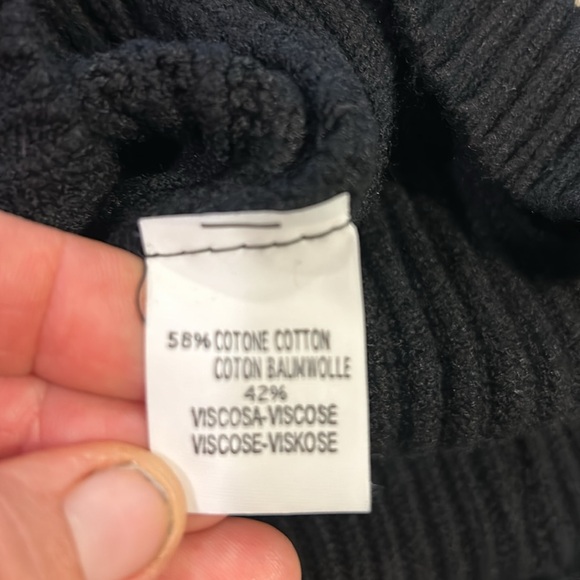 58% COTONE COTTON
COTON BAUMWOLLE
42%
VISCOSA-VISCOSE
VISCOSE-VISKOSE